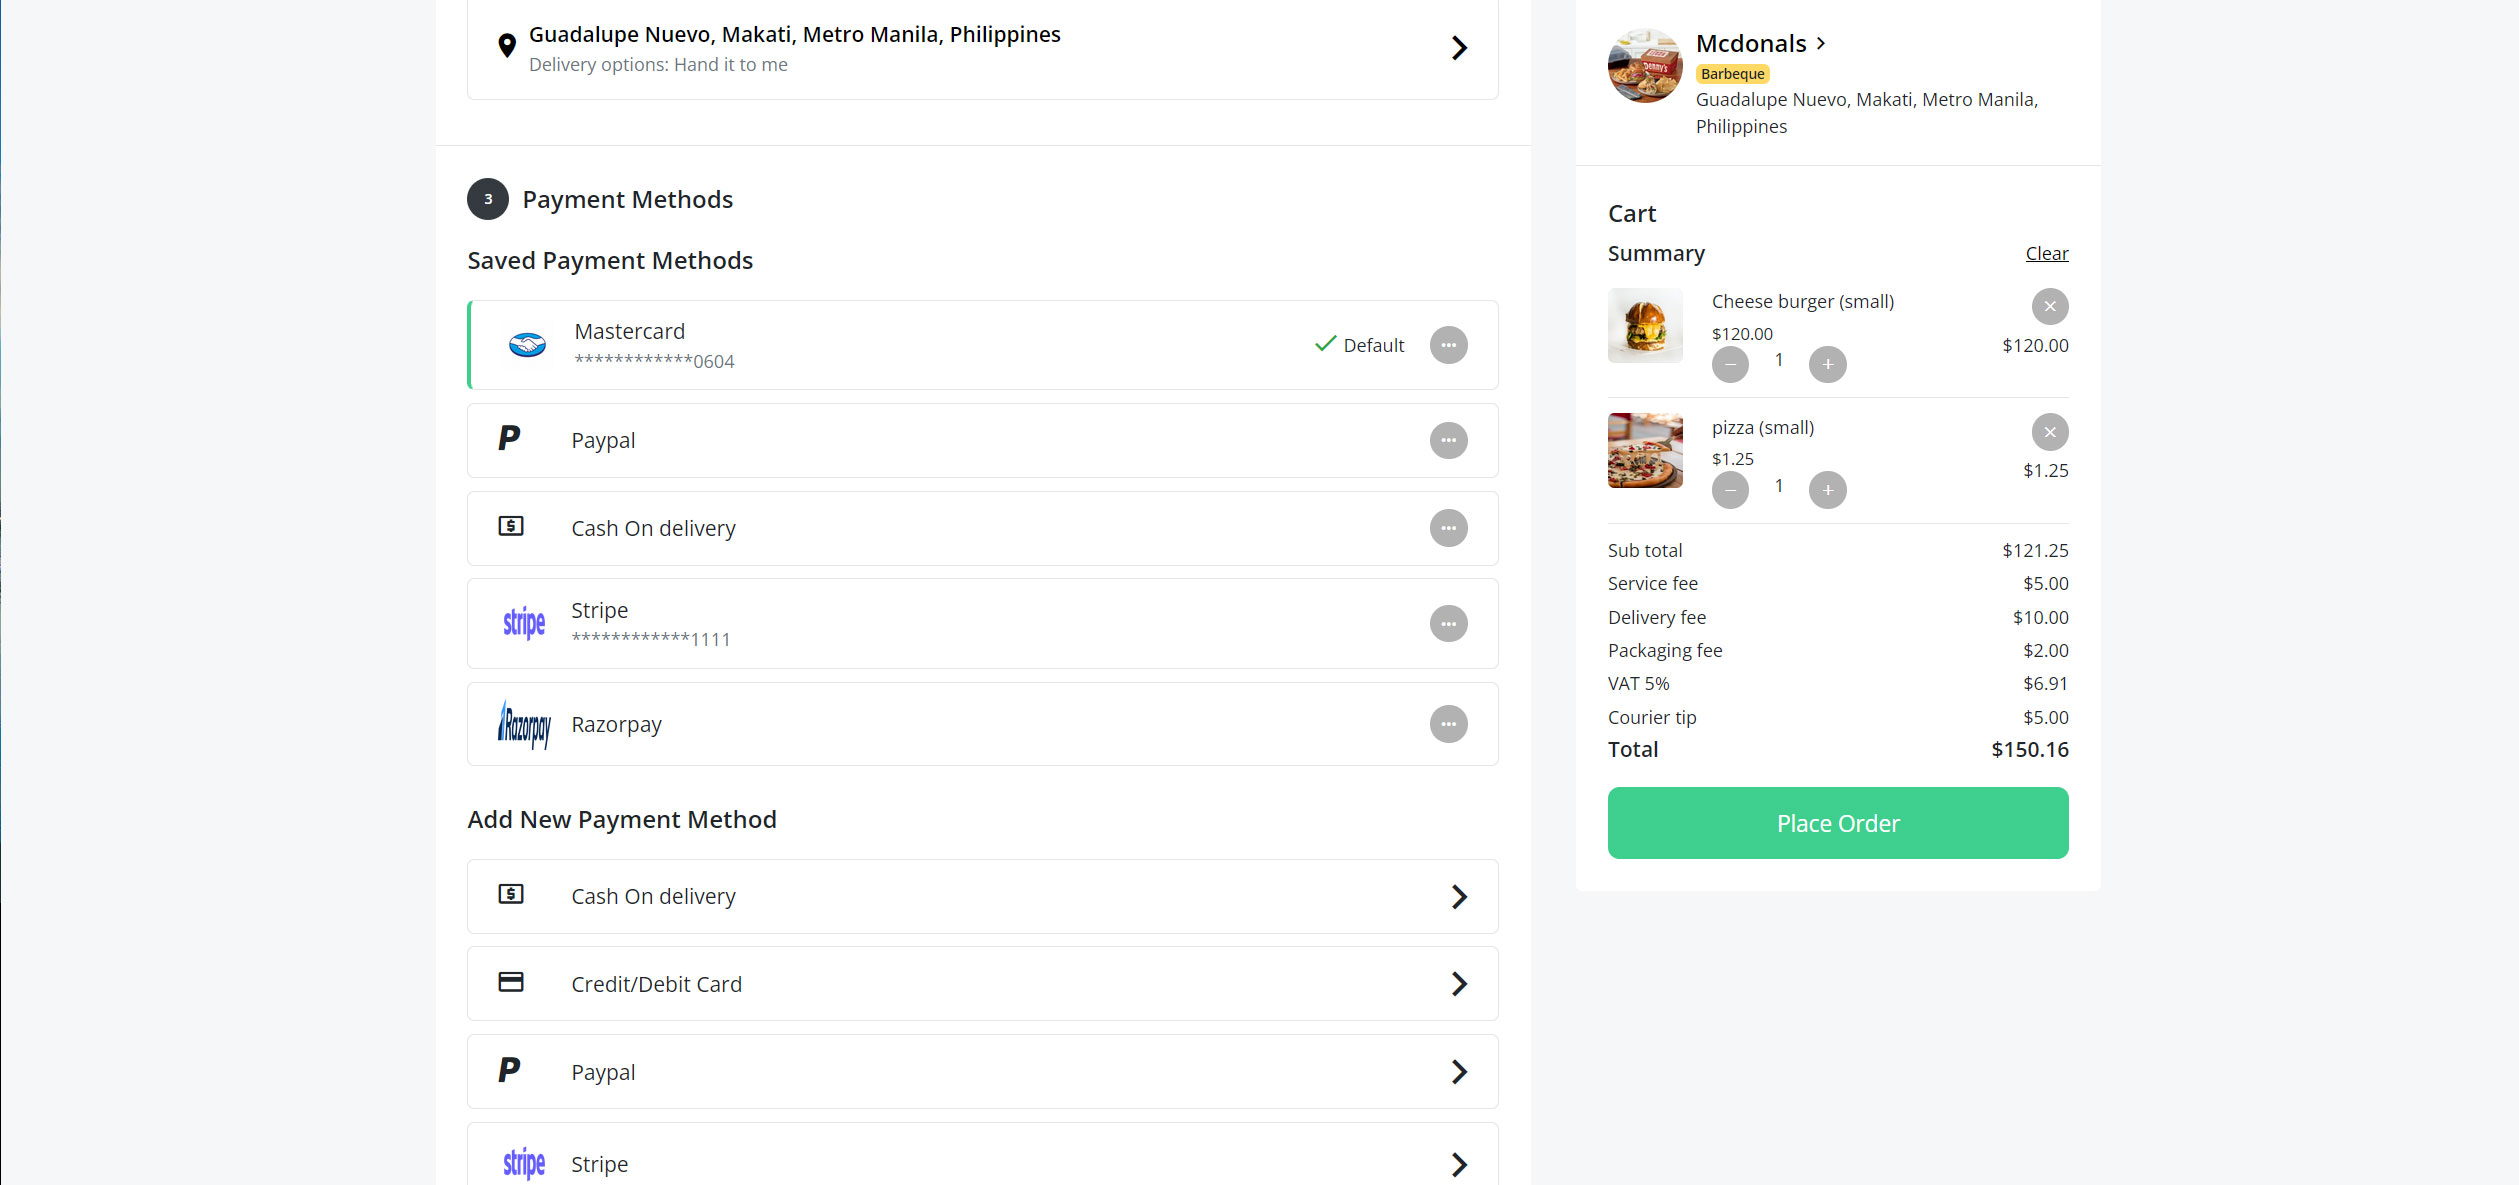 Guadalupe Nuevo, Makati, Metro Manila, Philippines
Delivery options: Hand it to me
3 Payment Methods
Saved Payment Methods
Mastercard
************0604
Default
Paypal
Cash On delivery
stripe
Stripe
************1111
Razorpay
Razorpay
Add New Payment Method
Cash On delivery
Credit/Debit Card
Paypal
stripe
Stripe
Denny's
Mcdonals
Barbeque
Guadalupe Nuevo, Makati, Metro Manila,
Philippines
Cart
Summary Clear
Cheese burger (small)
$120.00
1
$120.00
pizza (small)
$1.25
1
$1.25
Sub total $121.25
Service fee $5.00
Delivery fee $10.00
Packaging fee $2.00
VAT 5% $6.91
Courier tip $5.00
Total $150.16
Place Order